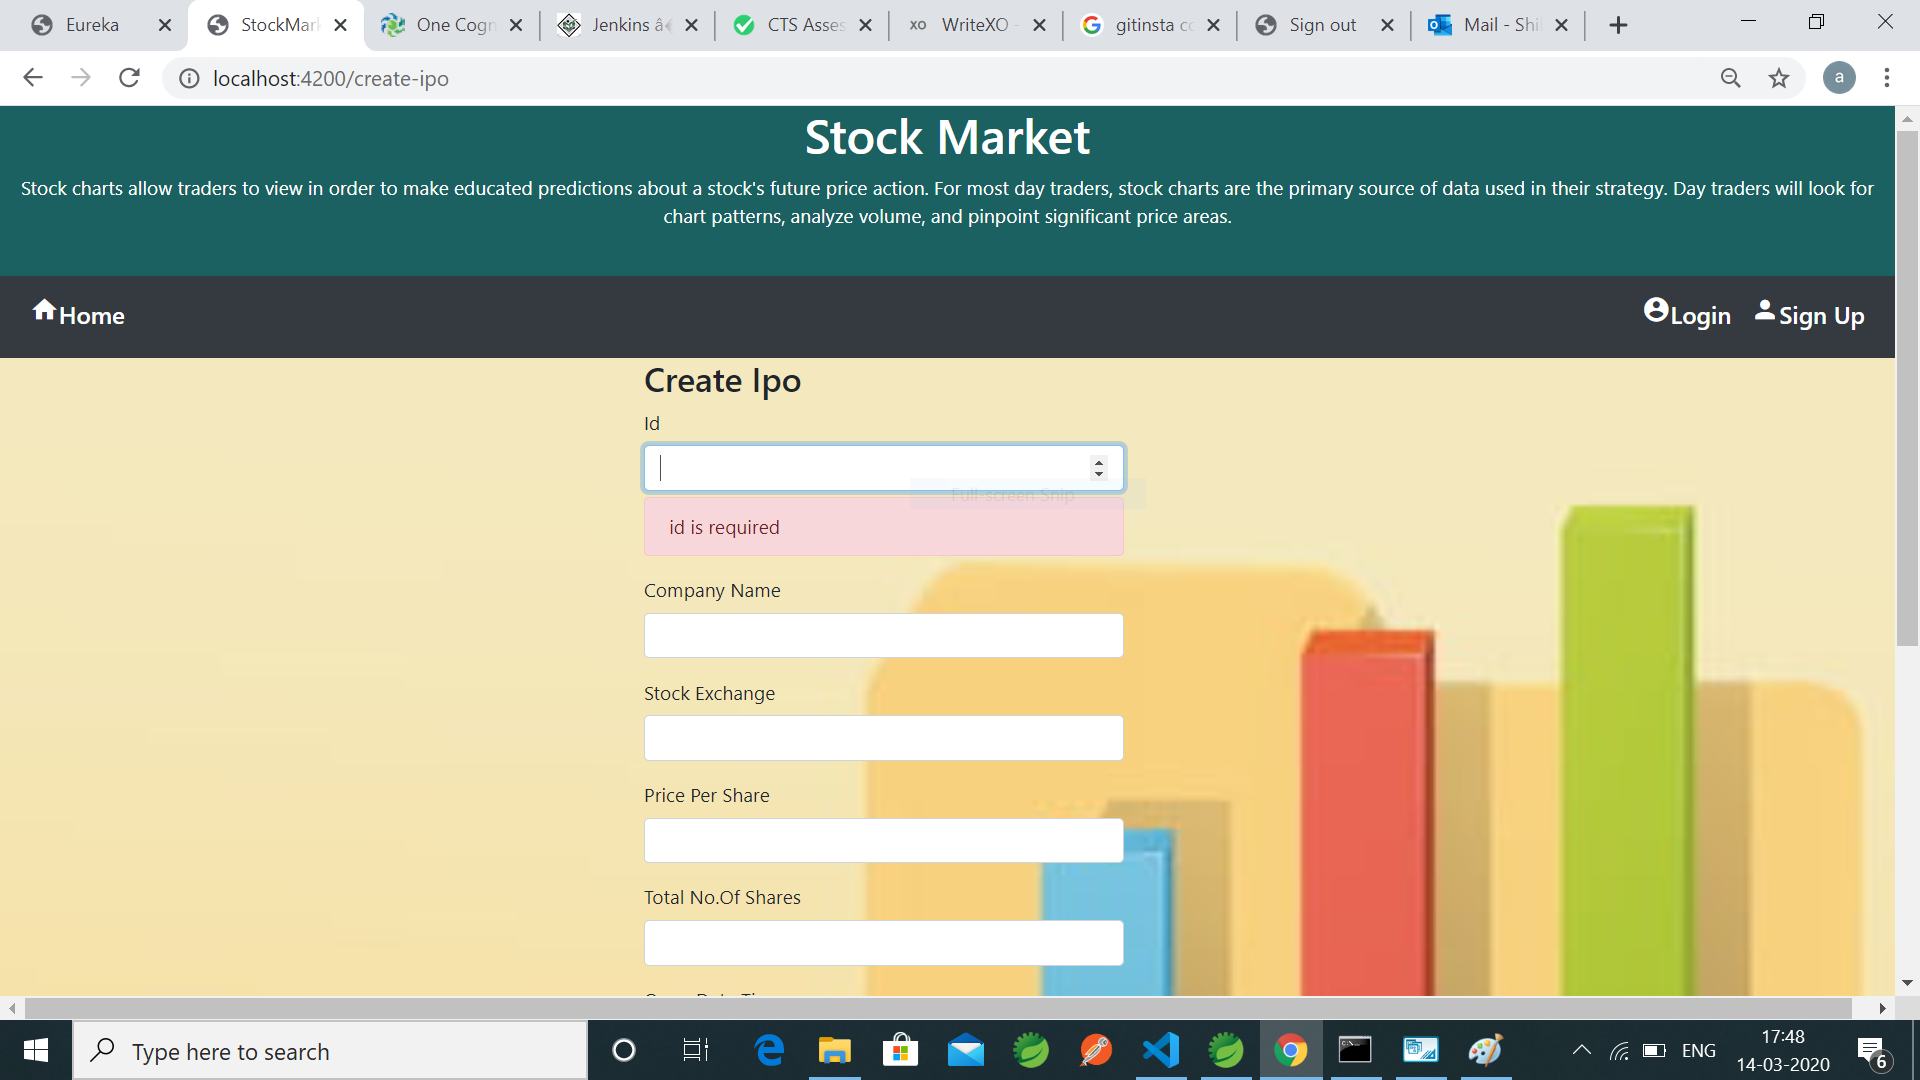 Eureka
StockMark
One Cogn
Jenkins â
CTS Asses
WriteXO -
gitinsta co
Sign out
Mail - Shil
localhost:4200/create-ipo
a
Stock Market
Stock charts allow traders to view in order to make educated predictions about a stock's future price action. For most day traders, stock charts are the primary source of data used in their strategy. Day traders will look for
chart patterns, analyze volume, and pinpoint significant price areas.
Home
Login
Sign Up
Create Ipo
Id
Full-screen Snip
id is required
Company Name
Stock Exchange
Price Per Share
Total No.Of Shares
Type here to search
ENG
17:48
14-03-2020
6